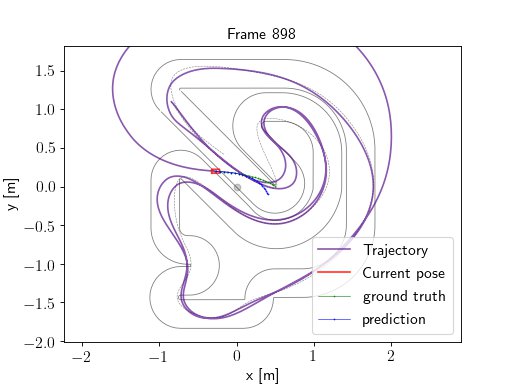 Frame 898
y [m]
1.5
1.0
0.5
0.0
−0.5
−1.0
−1.5
−2.0
−2 −1 0 1 2
x [m]
Trajectory
Current pose
ground truth
prediction